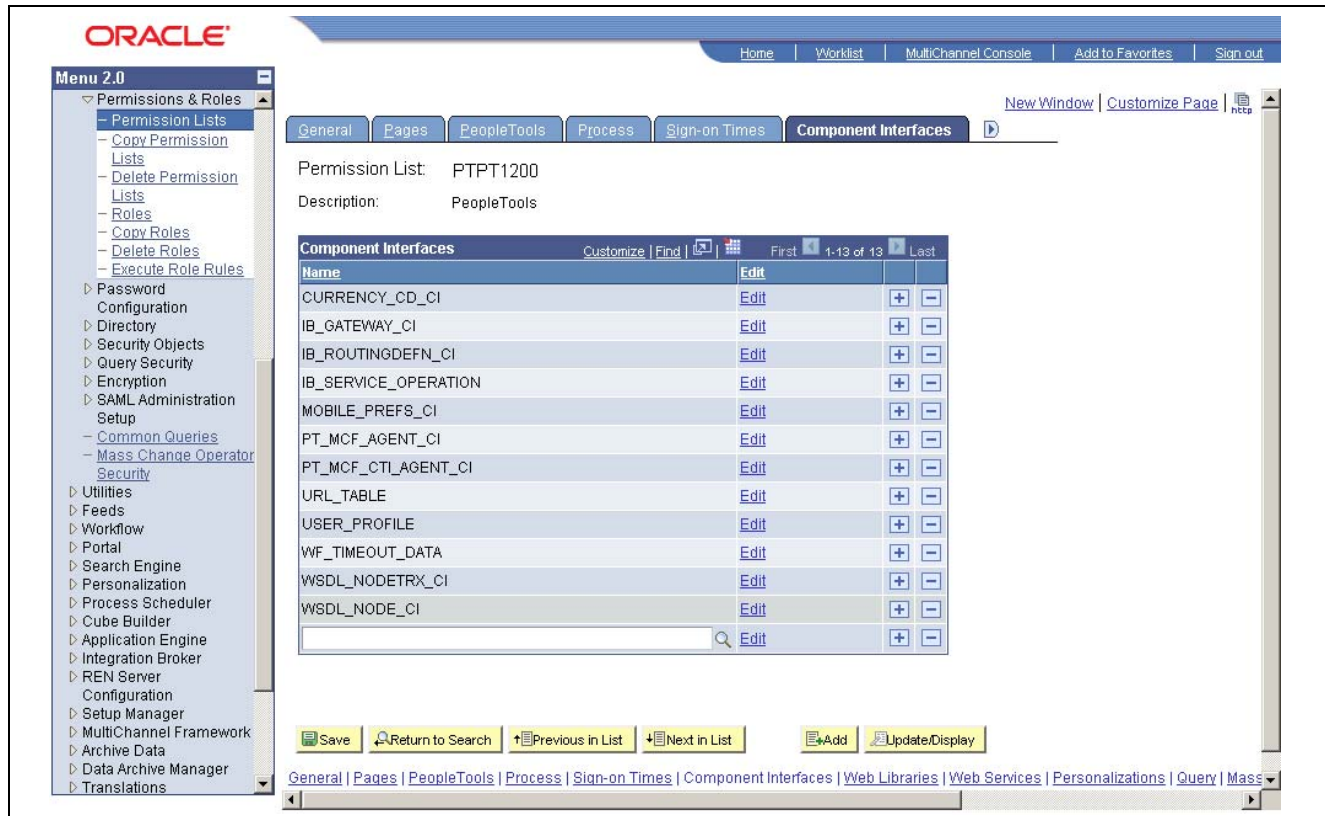 ORACLE
Home | Worklist | MultiChannel Console | Add to Favorites | Sign out
Menu 2.0
Permissions & Roles
– Permission Lists
– Copy Permission
Lists
– Delete Permission
Lists
– Roles
– Copy Roles
– Delete Roles
– Execute Role Rules
Password
Configuration
Directory
Security Objects
Query Security
Encryption
SAML Administration
Setup
– Common Queries
– Mass Change Operator
Security
Utilities
Feeds
Workflow
Portal
Search Engine
Personalization
Process Scheduler
Cube Builder
Application Engine
Integration Broker
REN Server
Configuration
Setup Manager
MultiChannel Framework
Archive Data
Data Archive Manager
Translations
New Window | Customize Page | http
General Pages PeopleTools Process Sign-on Times Component Interfaces
Permission List: PTPT1200
Description: PeopleTools
Component Interfaces Customize | Find | First 1-13 of 13 Last
Name Edit
CURRENCY_CD_CI Edit
IB_GATEWAY_CI Edit
IB_ROUTINGDEFN_CI Edit
IB_SERVICE_OPERATION Edit
MOBILE_PREFS_CI Edit
PT_MCF_AGENT_CI Edit
PT_MCF_CTI_AGENT_CI Edit
URL_TABLE Edit
USER_PROFILE Edit
WF_TIMEOUT_DATA Edit
WSDL_NODETRX_CI Edit
WSDL_NODE_CI Edit
Edit
Save Return to Search Previous in List Next in List Add Update/Display
General | Pages | PeopleTools | Process | Sign-on Times | Component Interfaces | Web Libraries | Web Services | Personalizations | Query | Mass